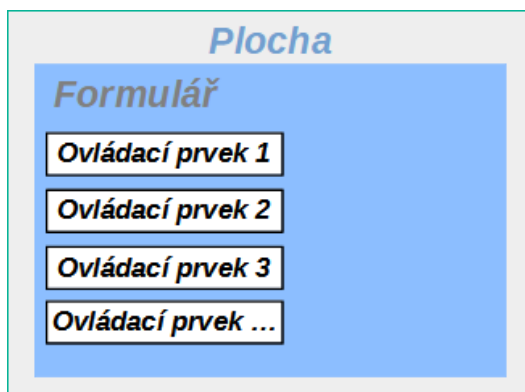 Plocha
Formulář
Ovládací prvek 1
Ovládací prvek 2
Ovládací prvek 3
Ovládací prvek …